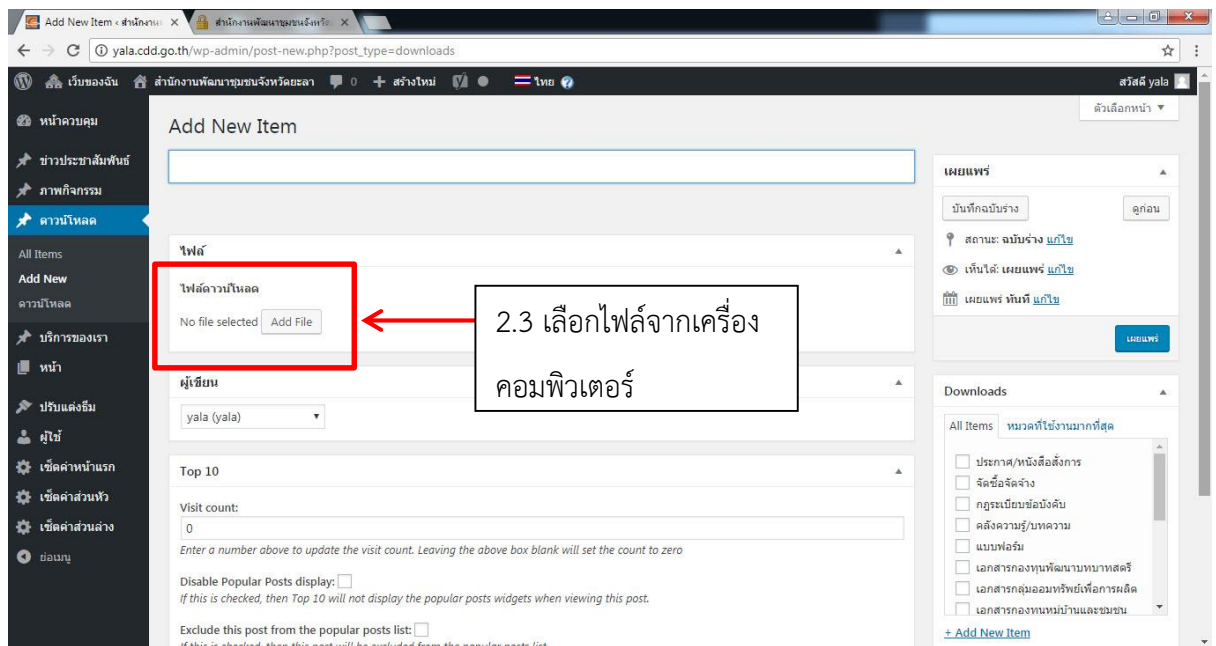 Add New Item ‹ สำนักงาน
สำนักงานพัฒนาชุมชนจังหวัด
yala.cdd.go.th/wp-admin/post-new.php?post_type=downloads
เว็บของฉัน สำนักงานพัฒนาชุมชนจังหวัดยะลา 0 + สร้างใหม่ ไทย สวัสดี yala
ตัวเลือกหน้า
หน้าควบคุม
ข่าวประชาสัมพันธ์
ภาพกิจกรรม
ดาวน์โหลด
All Items
Add New
ดาวน์โหลด
บริการของเรา
หน้า
ปรับแต่งธีม
ผู้ใช้
เซ็ตค่าหน้าแรก
เซ็ตค่าส่วนหัว
เซ็ตค่าส่วนล่าง
ย่อเมนู
Add New Item
ไฟล์
ไฟล์ดาวน์โหลด
No file selected Add File
2.3 เลือกไฟล์จากเครื่อง
คอมพิวเตอร์
ผู้เขียน
yala (yala)
Top 10
Visit count:
0
Enter a number above to update the visit count. Leaving the above box blank will set the count to zero
Disable Popular Posts display:
If this is checked, then Top 10 will not display the popular posts widgets when viewing this post.
Exclude this post from the popular posts list:
If this is checked, then this post will be excluded from the popular posts list.
เผยแพร่
บันทึกฉบับร่าง ดูก่อน
สถานะ: ฉบับร่าง แก้ไข
เห็นได้: เผยแพร่ แก้ไข
เผยแพร่ ทันที แก้ไข
เผยแพร่
Downloads
All Items หมวดที่ใช้งานมากที่สุด
ประกาศ/หนังสือสั่งการ
จัดซื้อจัดจ้าง
กฎระเบียบข้อบังคับ
คลังความรู้/บทความ
แบบฟอร์ม
เอกสารกองทุนพัฒนาบทบาทสตรี
เอกสารกลุ่มออมทรัพย์เพื่อการผลิต
เอกสารกองทุนหมู่บ้านและชุมชน
+ Add New Item